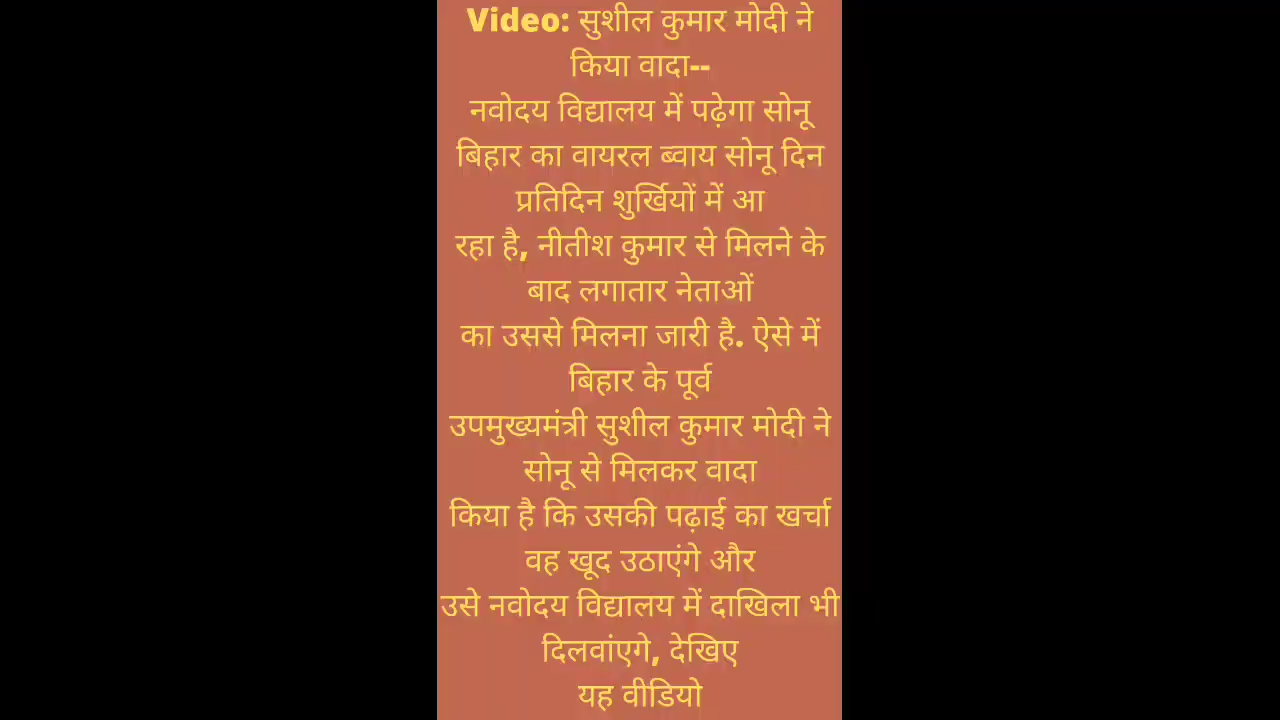 Video: सुशील कुमार मोदी ने
किया वादा--
नवोदय विद्यालय में पढ़ेगा सोनू
बिहार का वायरल ब्वाय सोनू दिन
प्रतिदिन शुर्खियों में आ
रहा है, नीतीश कुमार से मिलने के
बाद लगातार नेताओं
का उससे मिलना जारी है. ऐसे में
बिहार के पूर्व
उपमुख्यमंत्री सुशील कुमार मोदी ने
सोनू से मिलकर वादा
किया है कि उसकी पढ़ाई का खर्चा
वह खूद उठाएंगे और
उसे नवोदय विद्यालय में दाखिला भी
दिलवांएगे, देखिए
यह वीडियो